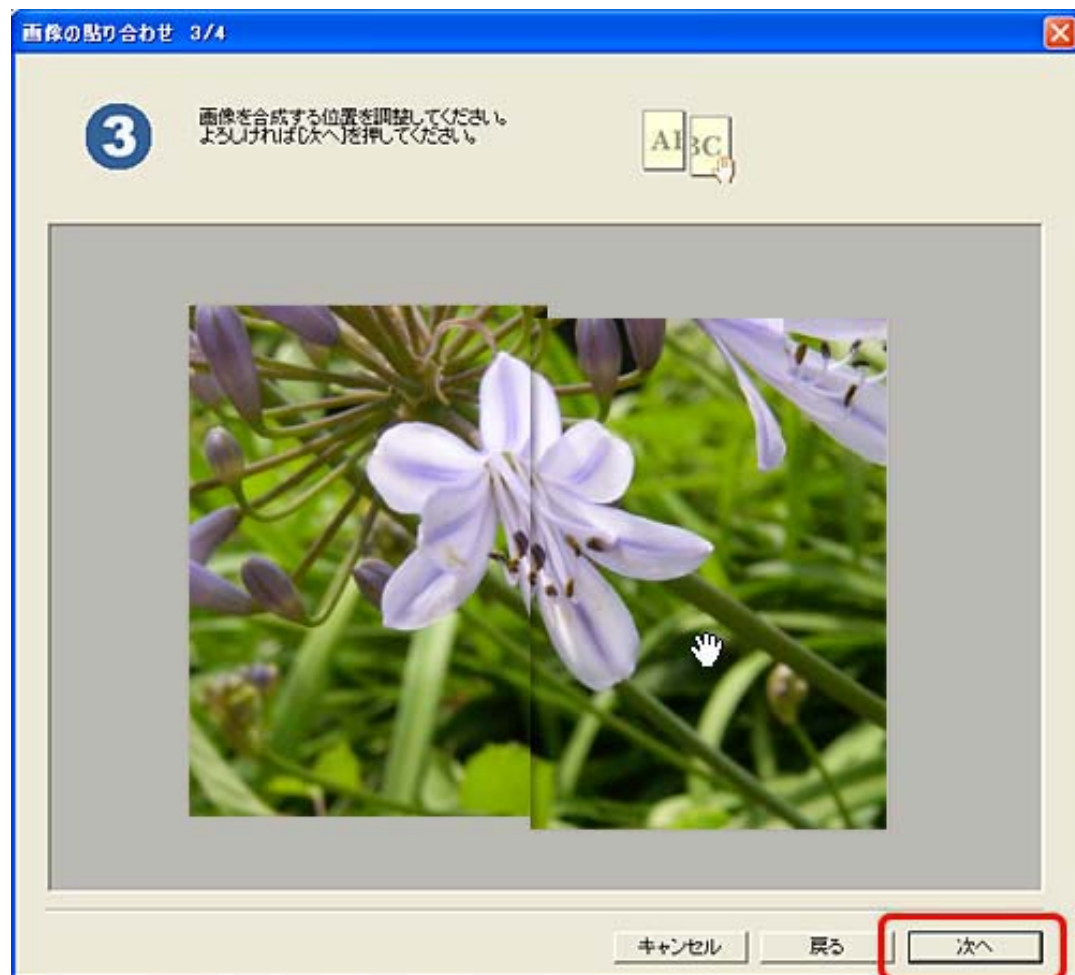 画像の貼り合わせ 3/4
3
画像を合成する位置を調整してください。
よろしければ[次へ]を押してください。
AI BC
キャンセル
戻る
次へ